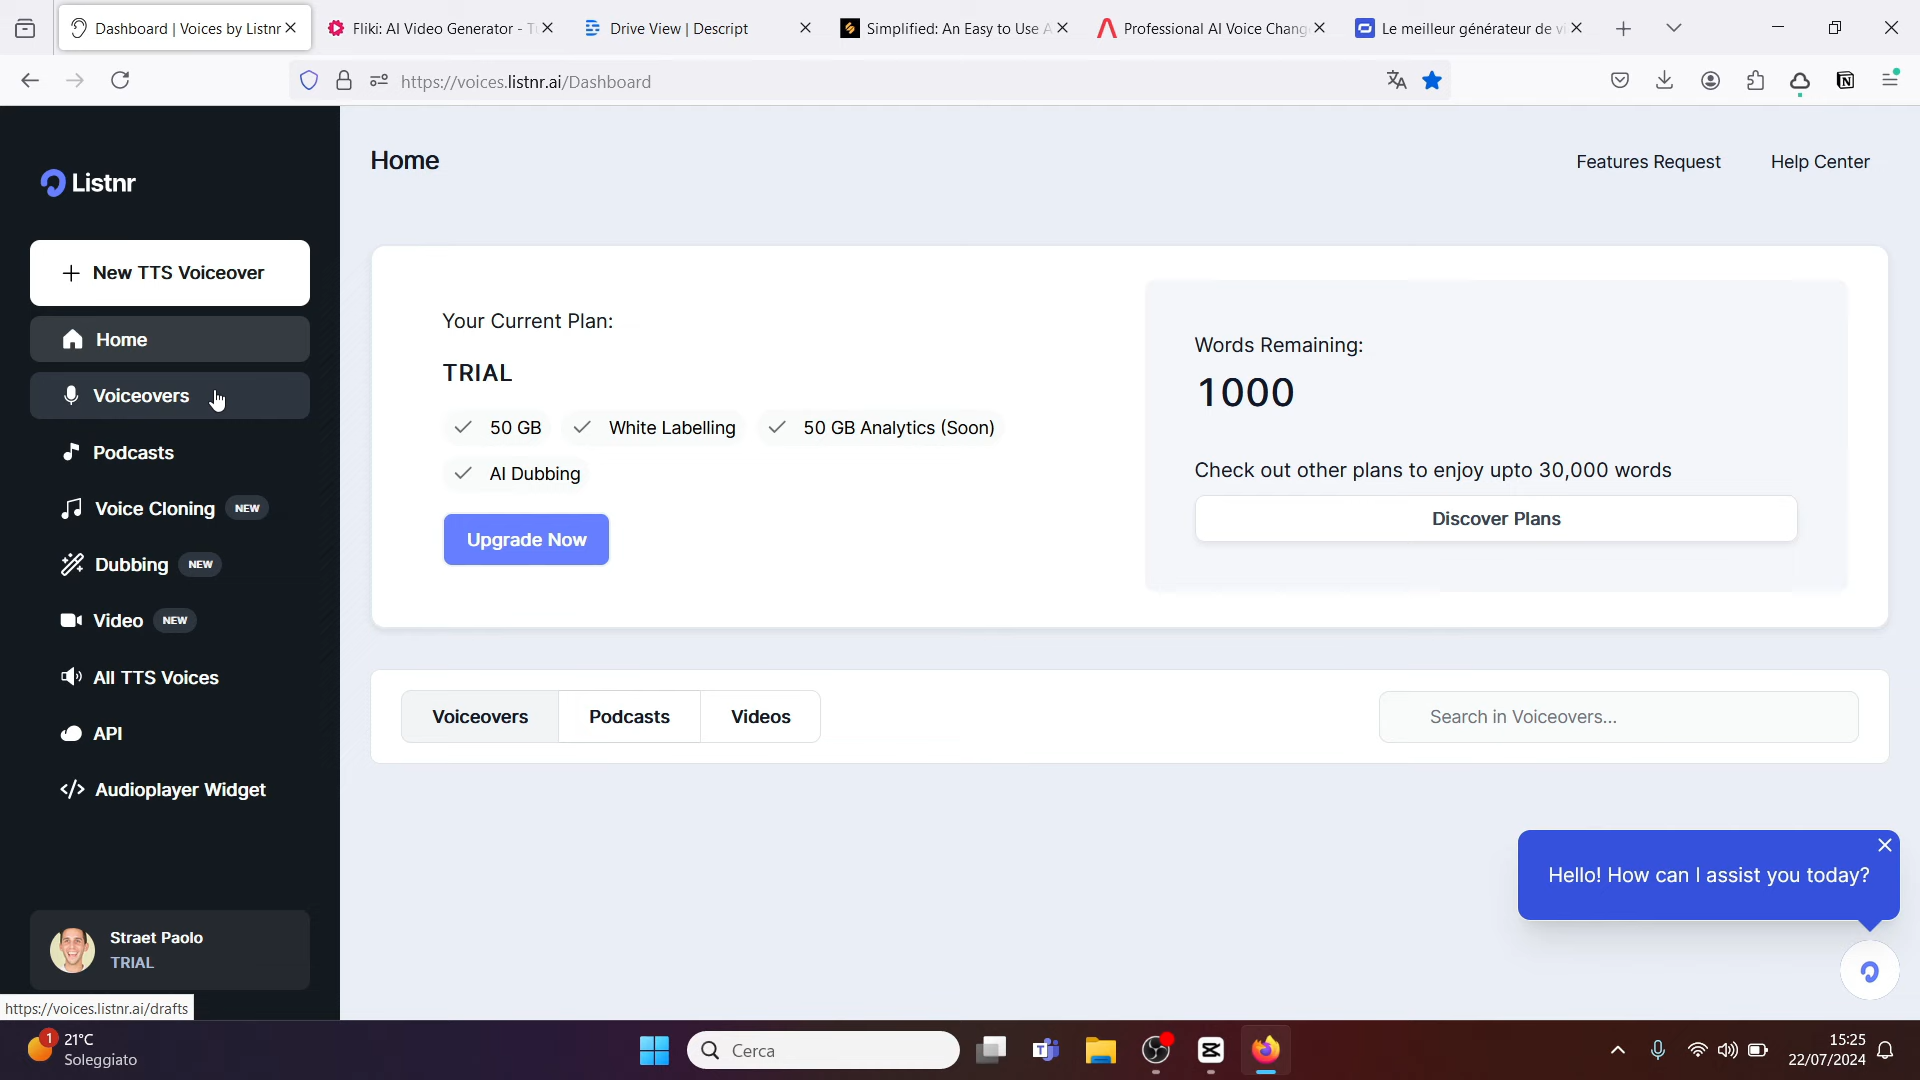 Dashboard | Voices by Listnr
Fliki: AI Video Generator - Tu
Drive View | Descript
Simplified: An Easy to Use A
Professional AI Voice Chang
Le meilleur générateur de vi
https://voices.listnr.ai/Dashboard
Listnr
New TTS Voiceover
Home
Voiceovers
Podcasts
Voice Cloning NEW
Dubbing NEW
Video NEW
All TTS Voices
API
Audioplayer Widget
Straet Paolo
TRIAL
https://voices.listnr.ai/drafts
Home
Features Request
Help Center
Your Current Plan:
TRIAL
50 GB
White Labelling
50 GB Analytics (Soon)
AI Dubbing
Upgrade Now
Words Remaining:
1000
Check out other plans to enjoy upto 30,000 words
Discover Plans
Voiceovers
Podcasts
Videos
Search in Voiceovers...
Hello! How can I assist you today?
1
21°C
Soleggiato
Cerca
15:25
22/07/2024